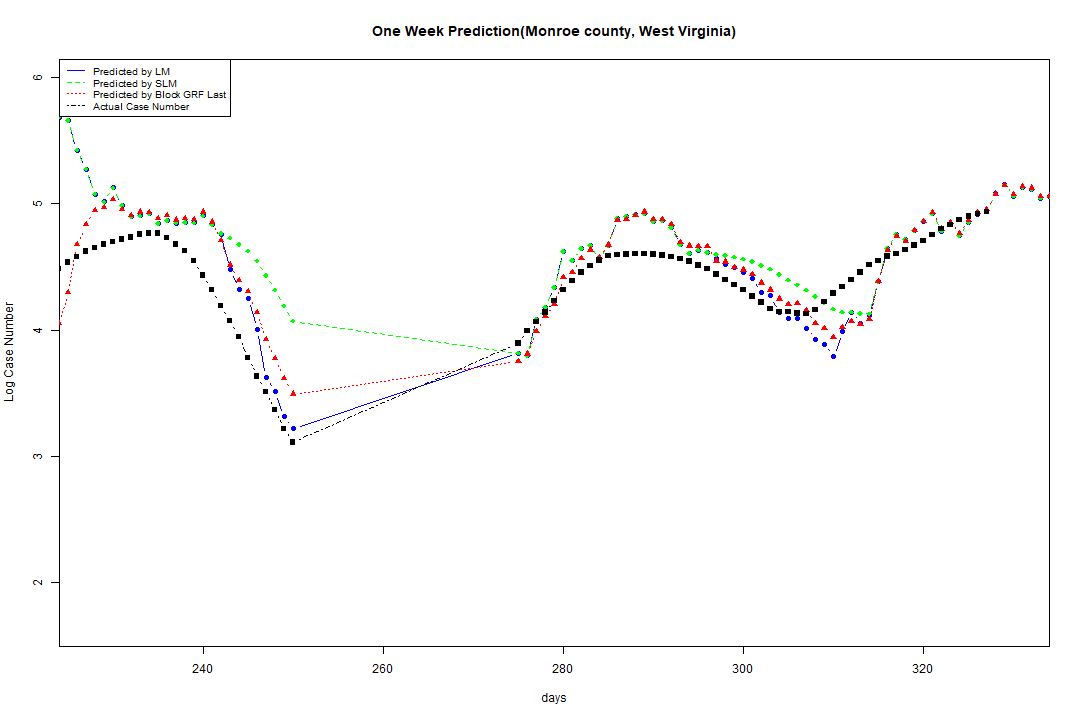 One Week Prediction(Monroe county, West Virginia)
Predicted by LM
Predicted by SLM
Predicted by Block GRF Last
Actual Case Number
6
5
4
3
2
Log Case Number
240 260 280 300 320
days